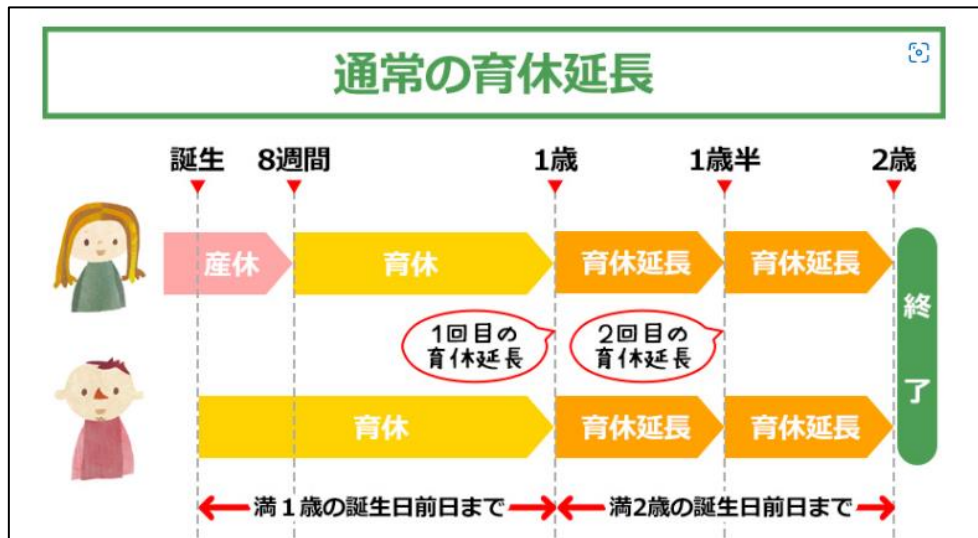 通常の育休延長
誕生 8週間 1歳 1歳半 2歳
産休 育休 育休延長 育休延長
1回目の
育休延長
2回目の
育休延長
終
了
育休 育休延長 育休延長
満1歳の誕生日前日まで 満2歳の誕生日前日まで